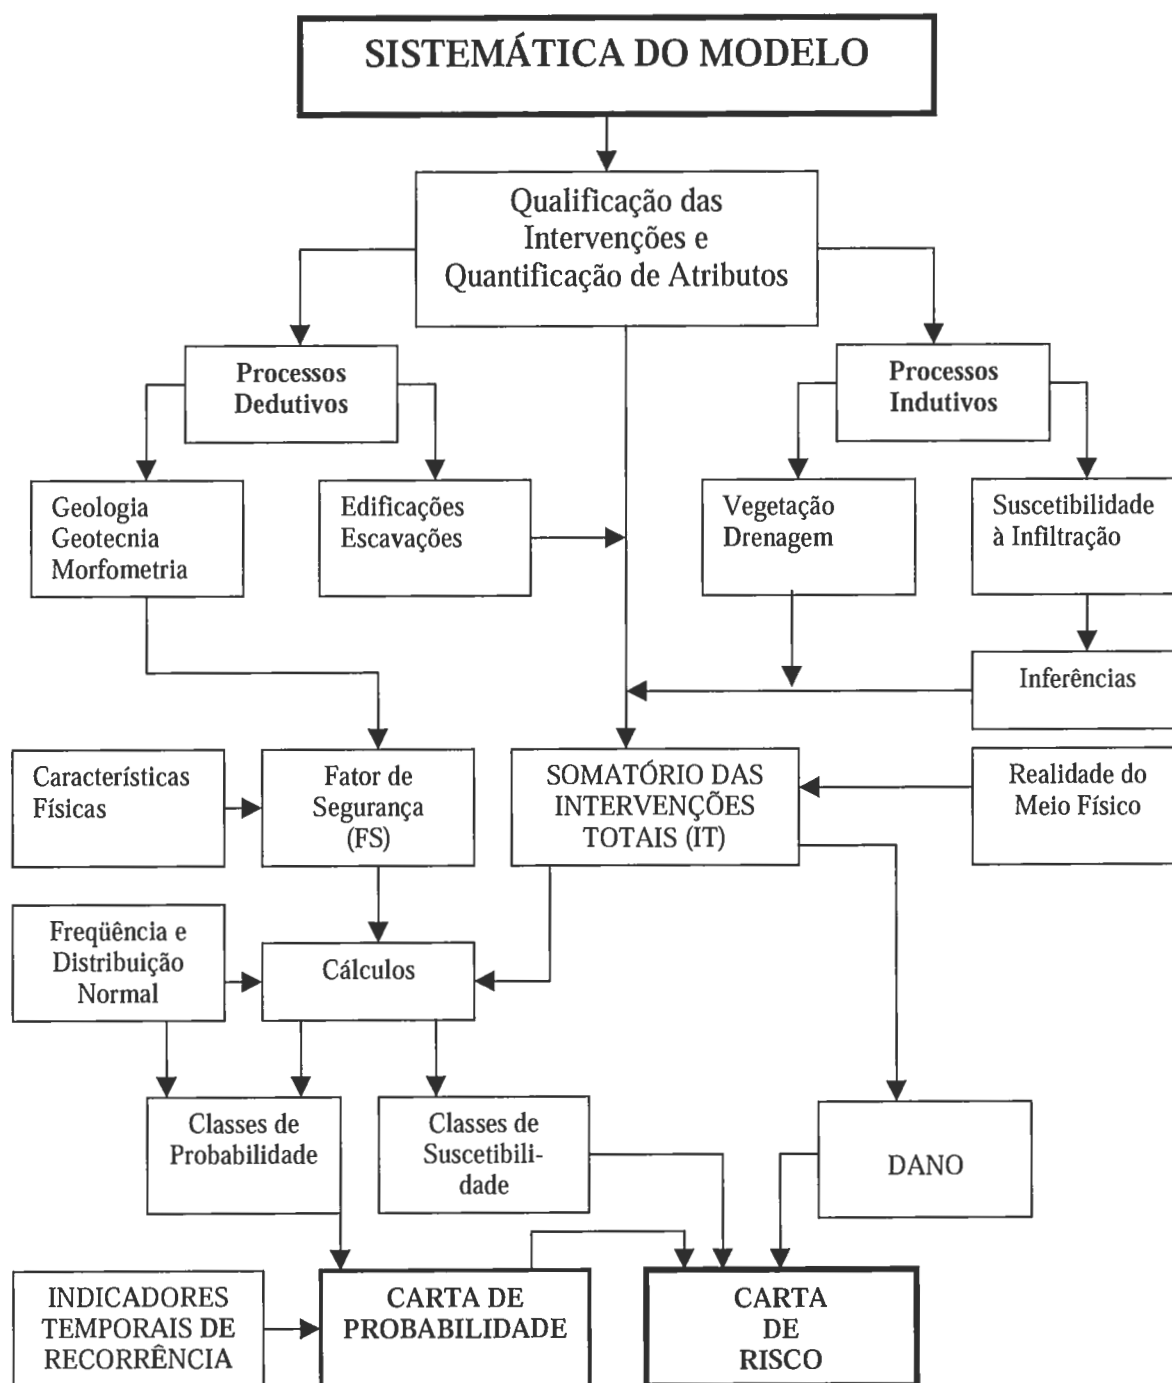 SISTEMÁTICA DO MODELO
Qualificação das
Intervenções e
Quantificação de Atributos
Processos
Dedutivos
Processos
Indutivos
Geologia
Geotecnia
Morfometria
Edificações
Escavações
Vegetação
Drenagem
Suscetibilidade
à Infiltração
Inferências
Características
Físicas
Fator de
Segurança
(FS)
SOMATÓRIO DAS
INTERVENÇÕES
TOTAIS (IT)
Realidade do
Meio Físico
Freqüência e
Distribuição
Normal
Cálculos
Classes de
Probabilidade
Classes de
Suscetibili-
dade
DANO
INDICADORES
TEMPORAIS DE
RECORRÊNCIA
CARTA DE
PROBABILIDADE
CARTA
DE
RISCO